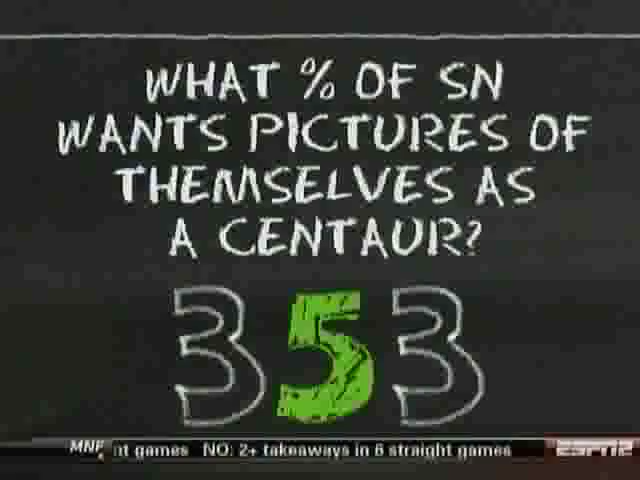 WHAT % OF SN
WANTS PICTURES OF
THEMSELVES AS
A CENTAUR?
353
MNF nt games NO: 2+ takeaways in 6 straight games ESPN2